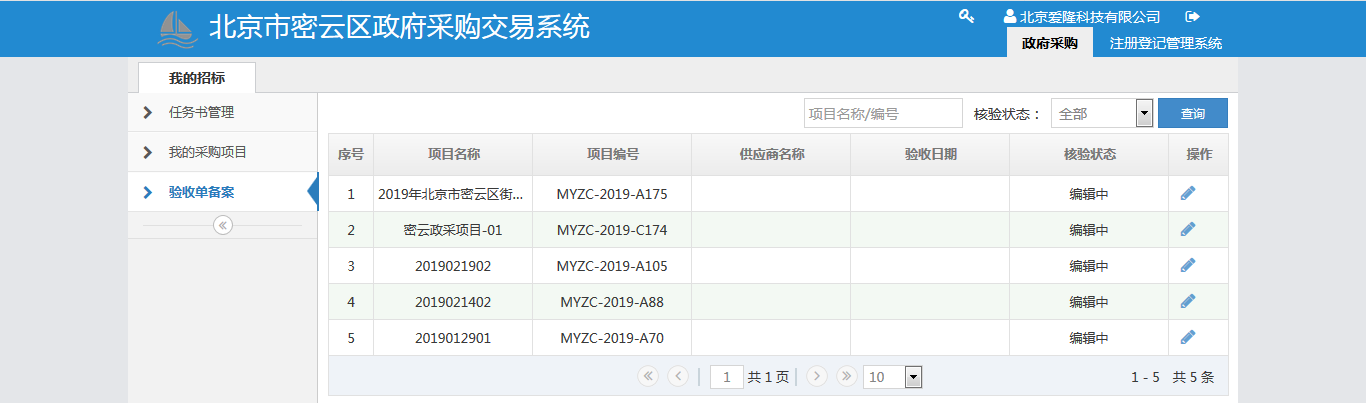 北京市密云区政府采购交易系统
北京爱隆科技有限公司
政府采购 注册登记管理系统
我的招标
任务书管理
我的采购项目
验收单备案
项目名称/编号 核验状态： 全部 查询
序号 项目名称 项目编号 供应商名称 验收日期 核验状态 操作
1 2019年北京市密云区街... MYZC-2019-A175 编辑中
2 密云政采项目-01 MYZC-2019-C174 编辑中
3 2019021902 MYZC-2019-A105 编辑中
4 2019021402 MYZC-2019-A88 编辑中
5 2019012901 MYZC-2019-A70 编辑中
1 共 1 页 10 1 - 5 共 5 条